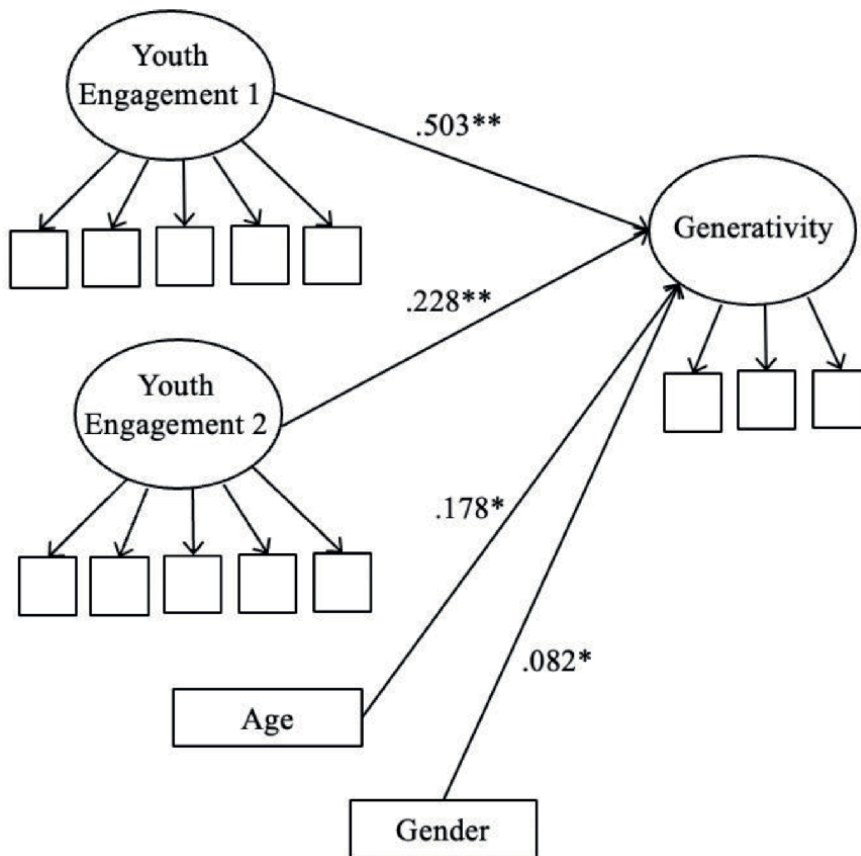 Youth
Engagement 1
.503**
Generativity
.228**
Youth
Engagement 2
.178*
.082*
Age
Gender